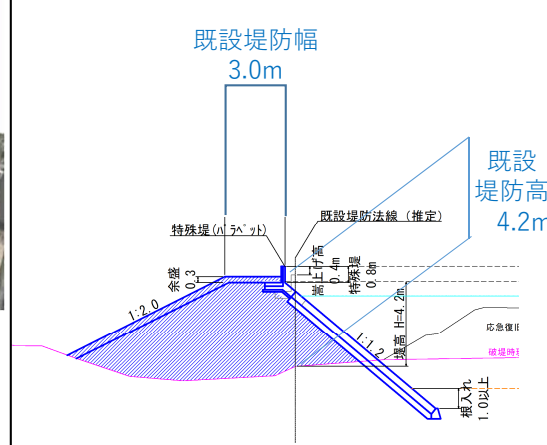 既設堤防幅
3.0m
既設
堤防高
4.2m
既設堤防法線（推定）
特殊堤(パラペット)
余盛
0.3
嵩上げ高
0.4m
特殊堤
0.8m
1:2.0
1:1.2
堤高 H=4.2m
応急復旧
破堤時
根入れ
1.0以上